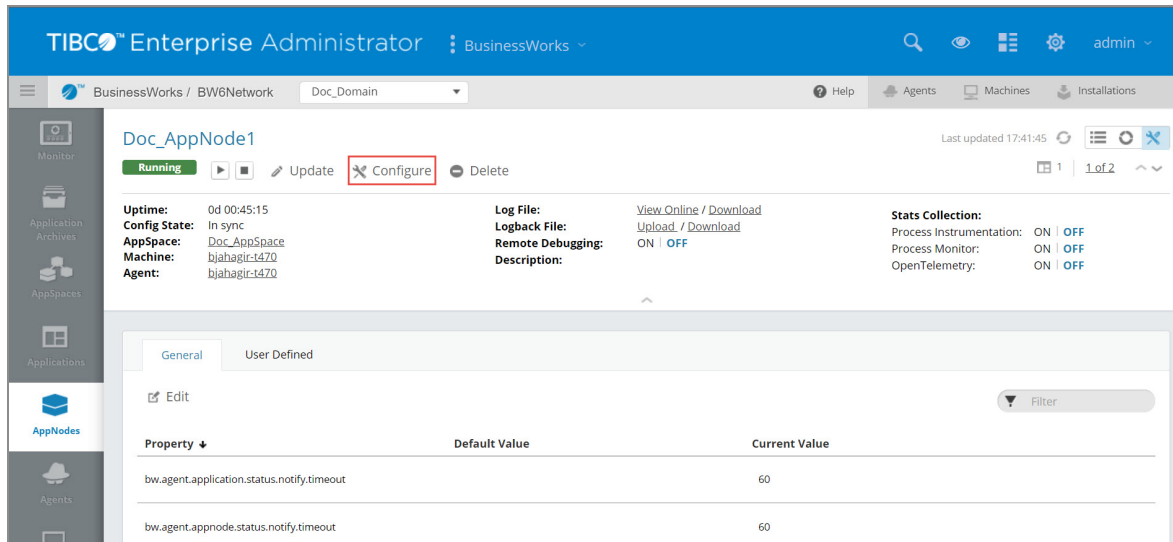 TIBCO™ Enterprise Administrator BusinessWorks admin
BusinessWorks / BW6Network Doc_Domain Help Agents Machines Installations
Monitor
Application Archives
AppSpaces
Applications
AppNodes
Agents
Doc_AppNode1 Last updated 17:41:45
Running Update Configure Delete 1 1 of 2
Uptime: 0d 00:45:15
Config State: In sync
AppSpace: Doc_AppSpace
Machine: bjahagir-t470
Agent: bjahagir-t470
Log File: View Online / Download
Logback File: Upload / Download
Remote Debugging: ON | OFF
Description:
Stats Collection:
Process Instrumentation: ON | OFF
Process Monitor: ON | OFF
OpenTelemetry: ON | OFF
General User Defined
Edit Filter
Property Default Value Current Value
bw.agent.application.status.notify.timeout 60
bw.agent.appnode.status.notify.timeout 60